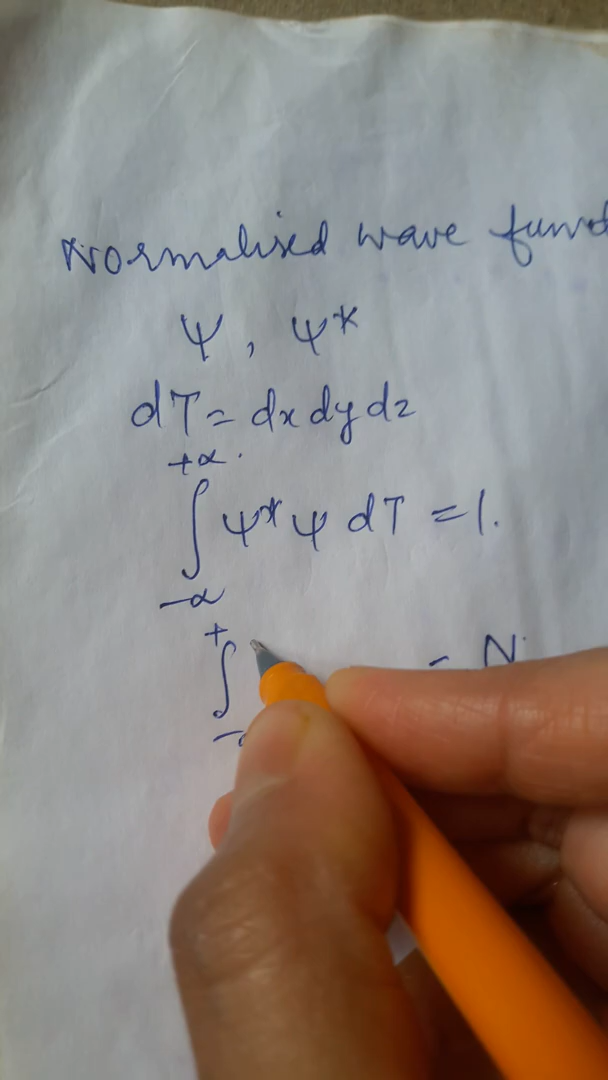 Normalised wave funct
ψ, ψ*
dT = dx dy dz
+α
∫ ψ* ψ dT = 1.
-α
+
∫ = N
-